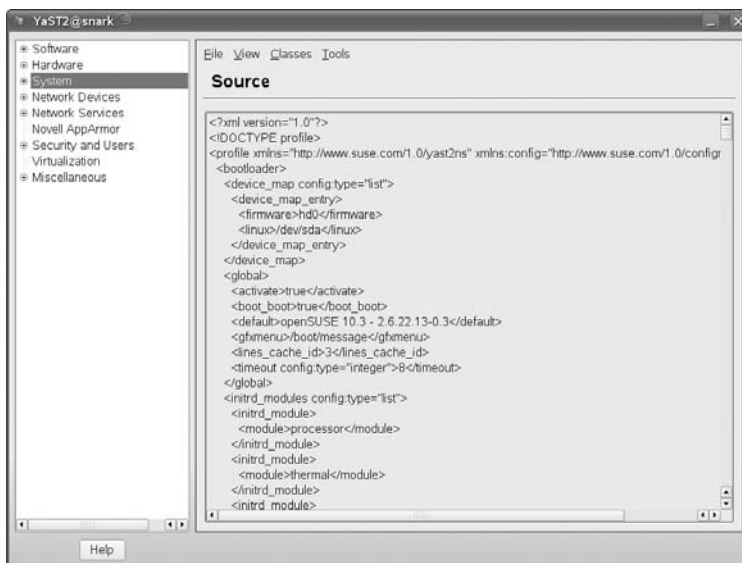 YaST2@snark
Software
Hardware
System
Network Devices
Network Services
Novell AppArmor
Security and Users
Virtualization
Miscellaneous
File View Classes Tools
Source
<?xml version="1.0"?>
<!DOCTYPE profile>
<profile xmlns="http://www.suse.com/1.0/yast2ns" xmlns:config="http://www.suse.com/1.0/configr
<bootloader>
<device_map config:type="list">
<device_map_entry>
<firmware>hd0</firmware>
<linux>/dev/sda</linux>
</device_map_entry>
</device_map>
<global>
<activate>true</activate>
<boot_boot>true</boot_boot>
<default>openSUSE 10.3 - 2.6.22.13-0.3</default>
<gfxmenu>/boot/message</gfxmenu>
<lines_cache_id>3</lines_cache_id>
<timeout config:type="integer">8</timeout>
</global>
<initrd_modules config:type="list">
<initrd_module>
<module>processor</module>
</initrd_module>
<initrd_module>
<module>thermal</module>
</initrd_module>
<initrd_module>
Help